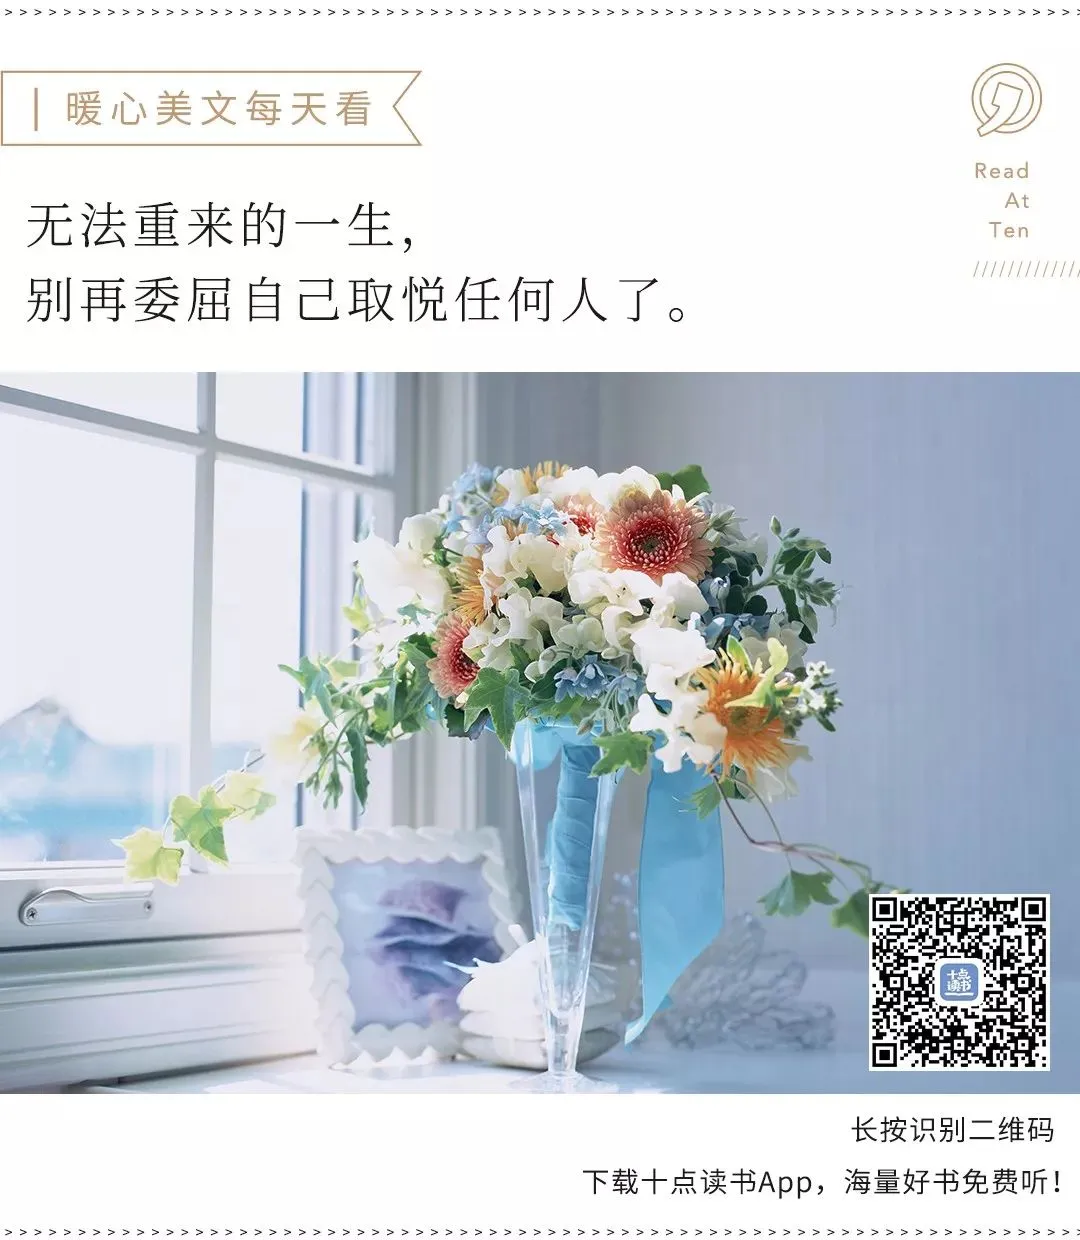 暖心美文每天看
Read
At
Ten
无法重来的一生，
别再委屈自己取悦任何人了。
十点
读书
长按识别二维码
下载十点读书App，海量好书免费听！